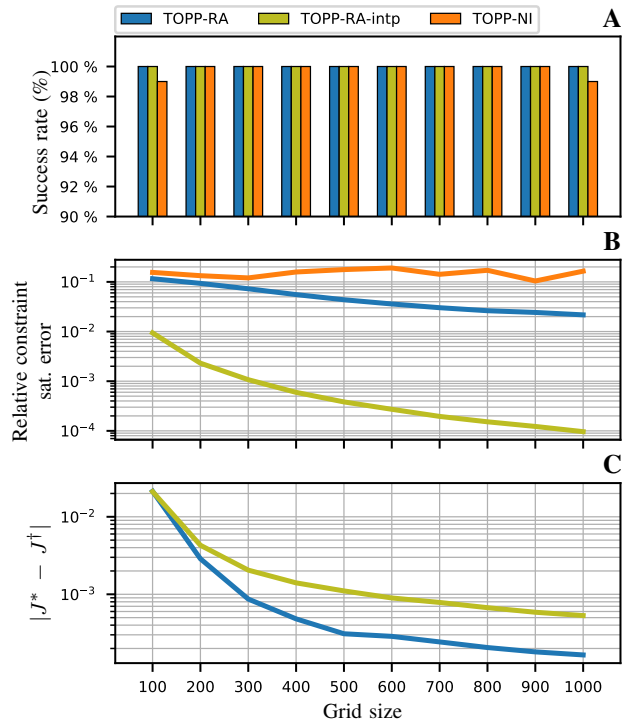 A
TOPP-RA TOPP-RA-intp TOPP-NI
Success rate (%)
100 %
98 %
96 %
94 %
92 %
90 %
B
Relative constraint
sat. error
10⁻¹
10⁻²
10⁻³
10⁻⁴
C
|J* − J†|
10⁻²
10⁻³
100 200 300 400 500 600 700 800 900 1000
Grid size